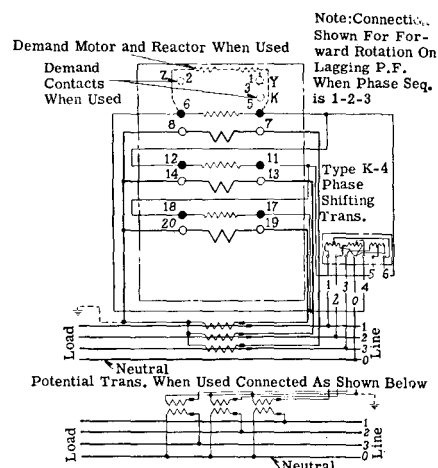 Note:Connection
Shown For For-
ward Rotation On
Lagging P.F.
When Phase Seq.
is 1-2-3
Demand Motor and Reactor When Used
Demand
Contacts
When Used
Z 2
1 Y
3
K
6 5
8 7
12 11
14 13
18 17
20 19
Type K-4
Phase
Shifting
Trans.
5 6
1 3 4
2 0
Load
1
2
3
0
Line
Neutral
Potential Trans. When Used Connected As Shown Below
Load
1
2
3
0
Line
Neutral